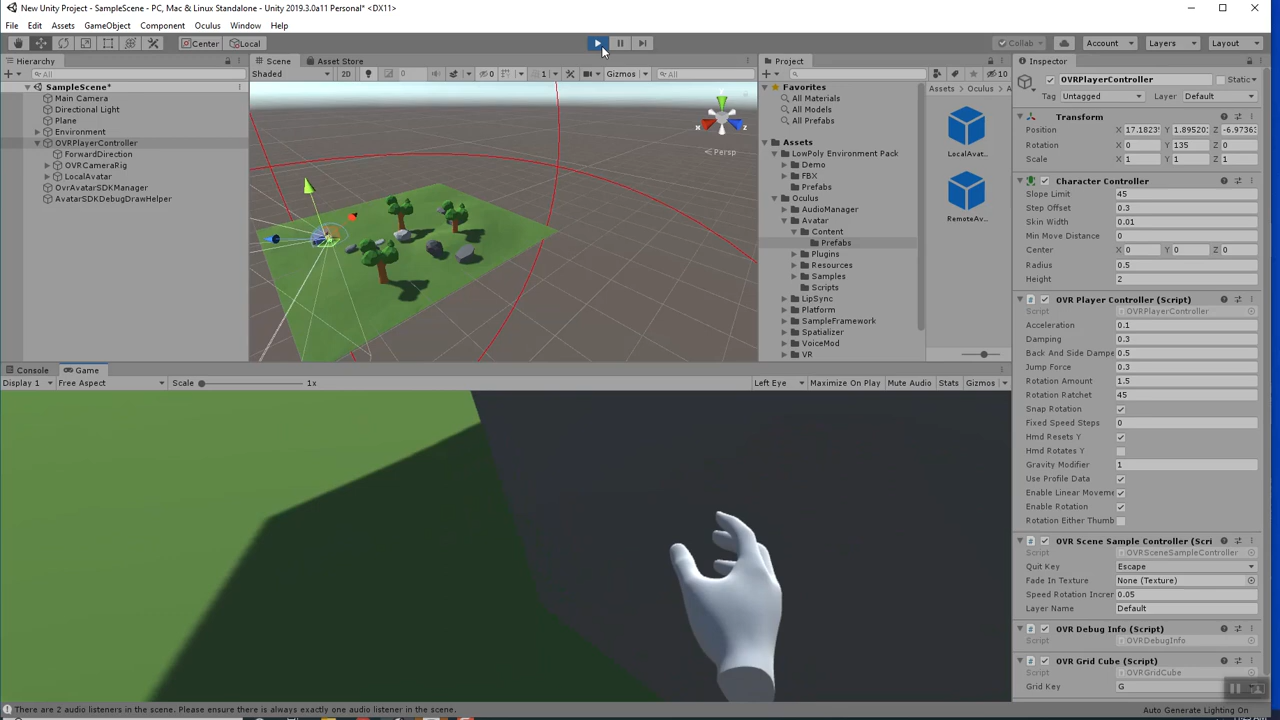 New Unity Project - SampleScene - PC, Mac & Linux Standalone - Unity 2019.3.0a11 Personal* <DX11>
File Edit Assets GameObject Component Oculus Window Help
Center Local Collab Account Layers Layout
Hierarchy
All
SampleScene*
Main Camera
Directional Light
Plane
Environment
OVRPlayerController
ForwardDirection
OVRCameraRig
LocalAvatar
OvrAvatarSDKManager
AvatarSDKDebugDrawHelper
Scene Asset Store
Shaded 2D 0 0 1 Gizmos All
y x z
Persp
Project
10
Favorites
All Materials
All Models
All Prefabs
Assets
LowPoly Environment Pack
Demo
FBX
Prefabs
Oculus
AudioManager
Avatar
Content
Prefabs
Plugins
Resources
Samples
Scripts
LipSync
Platform
SampleFramework
Spatializer
VoiceMod
VR
Assets Oculus A
LocalAvat..
RemoteAv..
Console Game
Display 1 Free Aspect Scale 1x Left Eye Maximize On Play Mute Audio Stats Gizmos
Inspector
OVRPlayerController Static
Tag Untagged Layer Default
Transform
Position X 17.1823 Y 1.8952 Z -6.9736
Rotation X 0 Y 135 Z 0
Scale X 1 Y 1 Z 1
Character Controller
Slope Limit 45
Step Offset 0.3
Skin Width 0.01
Min Move Distance 0
Center X 0 Y 0 Z 0
Radius 0.5
Height 2
OVR Player Controller (Script)
Script OVRPlayerController
Acceleration 0.1
Damping 0.3
Back And Side Dampe 0.5
Jump Force 0.3
Rotation Amount 1.5
Rotation Ratchet 45
Snap Rotation
Fixed Speed Steps 0
Hmd Resets Y
Hmd Rotates Y
Gravity Modifier 1
Use Profile Data
Enable Linear Moveme
Enable Rotation
Rotation Either Thumb
OVR Scene Sample Controller (Scri
Script OVRSceneSampleController
Quit Key Escape
Fade In Texture None (Texture)
Speed Rotation Incren 0.05
Layer Name Default
OVR Debug Info (Script)
Script OVRDebugInfo
OVR Grid Cube (Script)
Script OVRGridCube
Grid Key G
There are 2 audio listeners in the scene. Please ensure there is always exactly one audio listener in the scene.
Auto Generate Lighting On